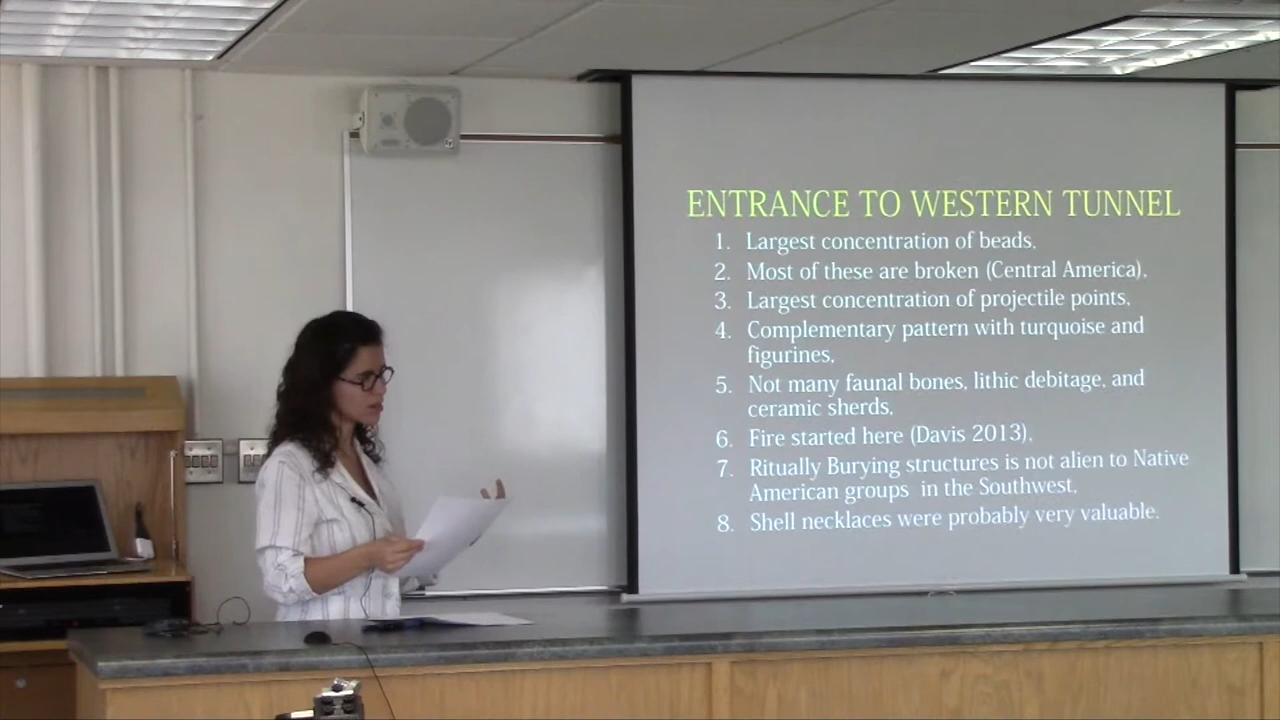 ENTRANCE TO WESTERN TUNNEL
1. Largest concentration of beads,
2. Most of these are broken (Central America),
3. Largest concentration of projectile points,
4. Complementary pattern with turquoise and
figurines,
5. Not many faunal bones, lithic debitage, and
ceramic sherds,
6. Fire started here (Davis 2013),
7. Ritually Burying structures is not alien to Native
American groups in the Southwest,
8. Shell necklaces were probably very valuable.